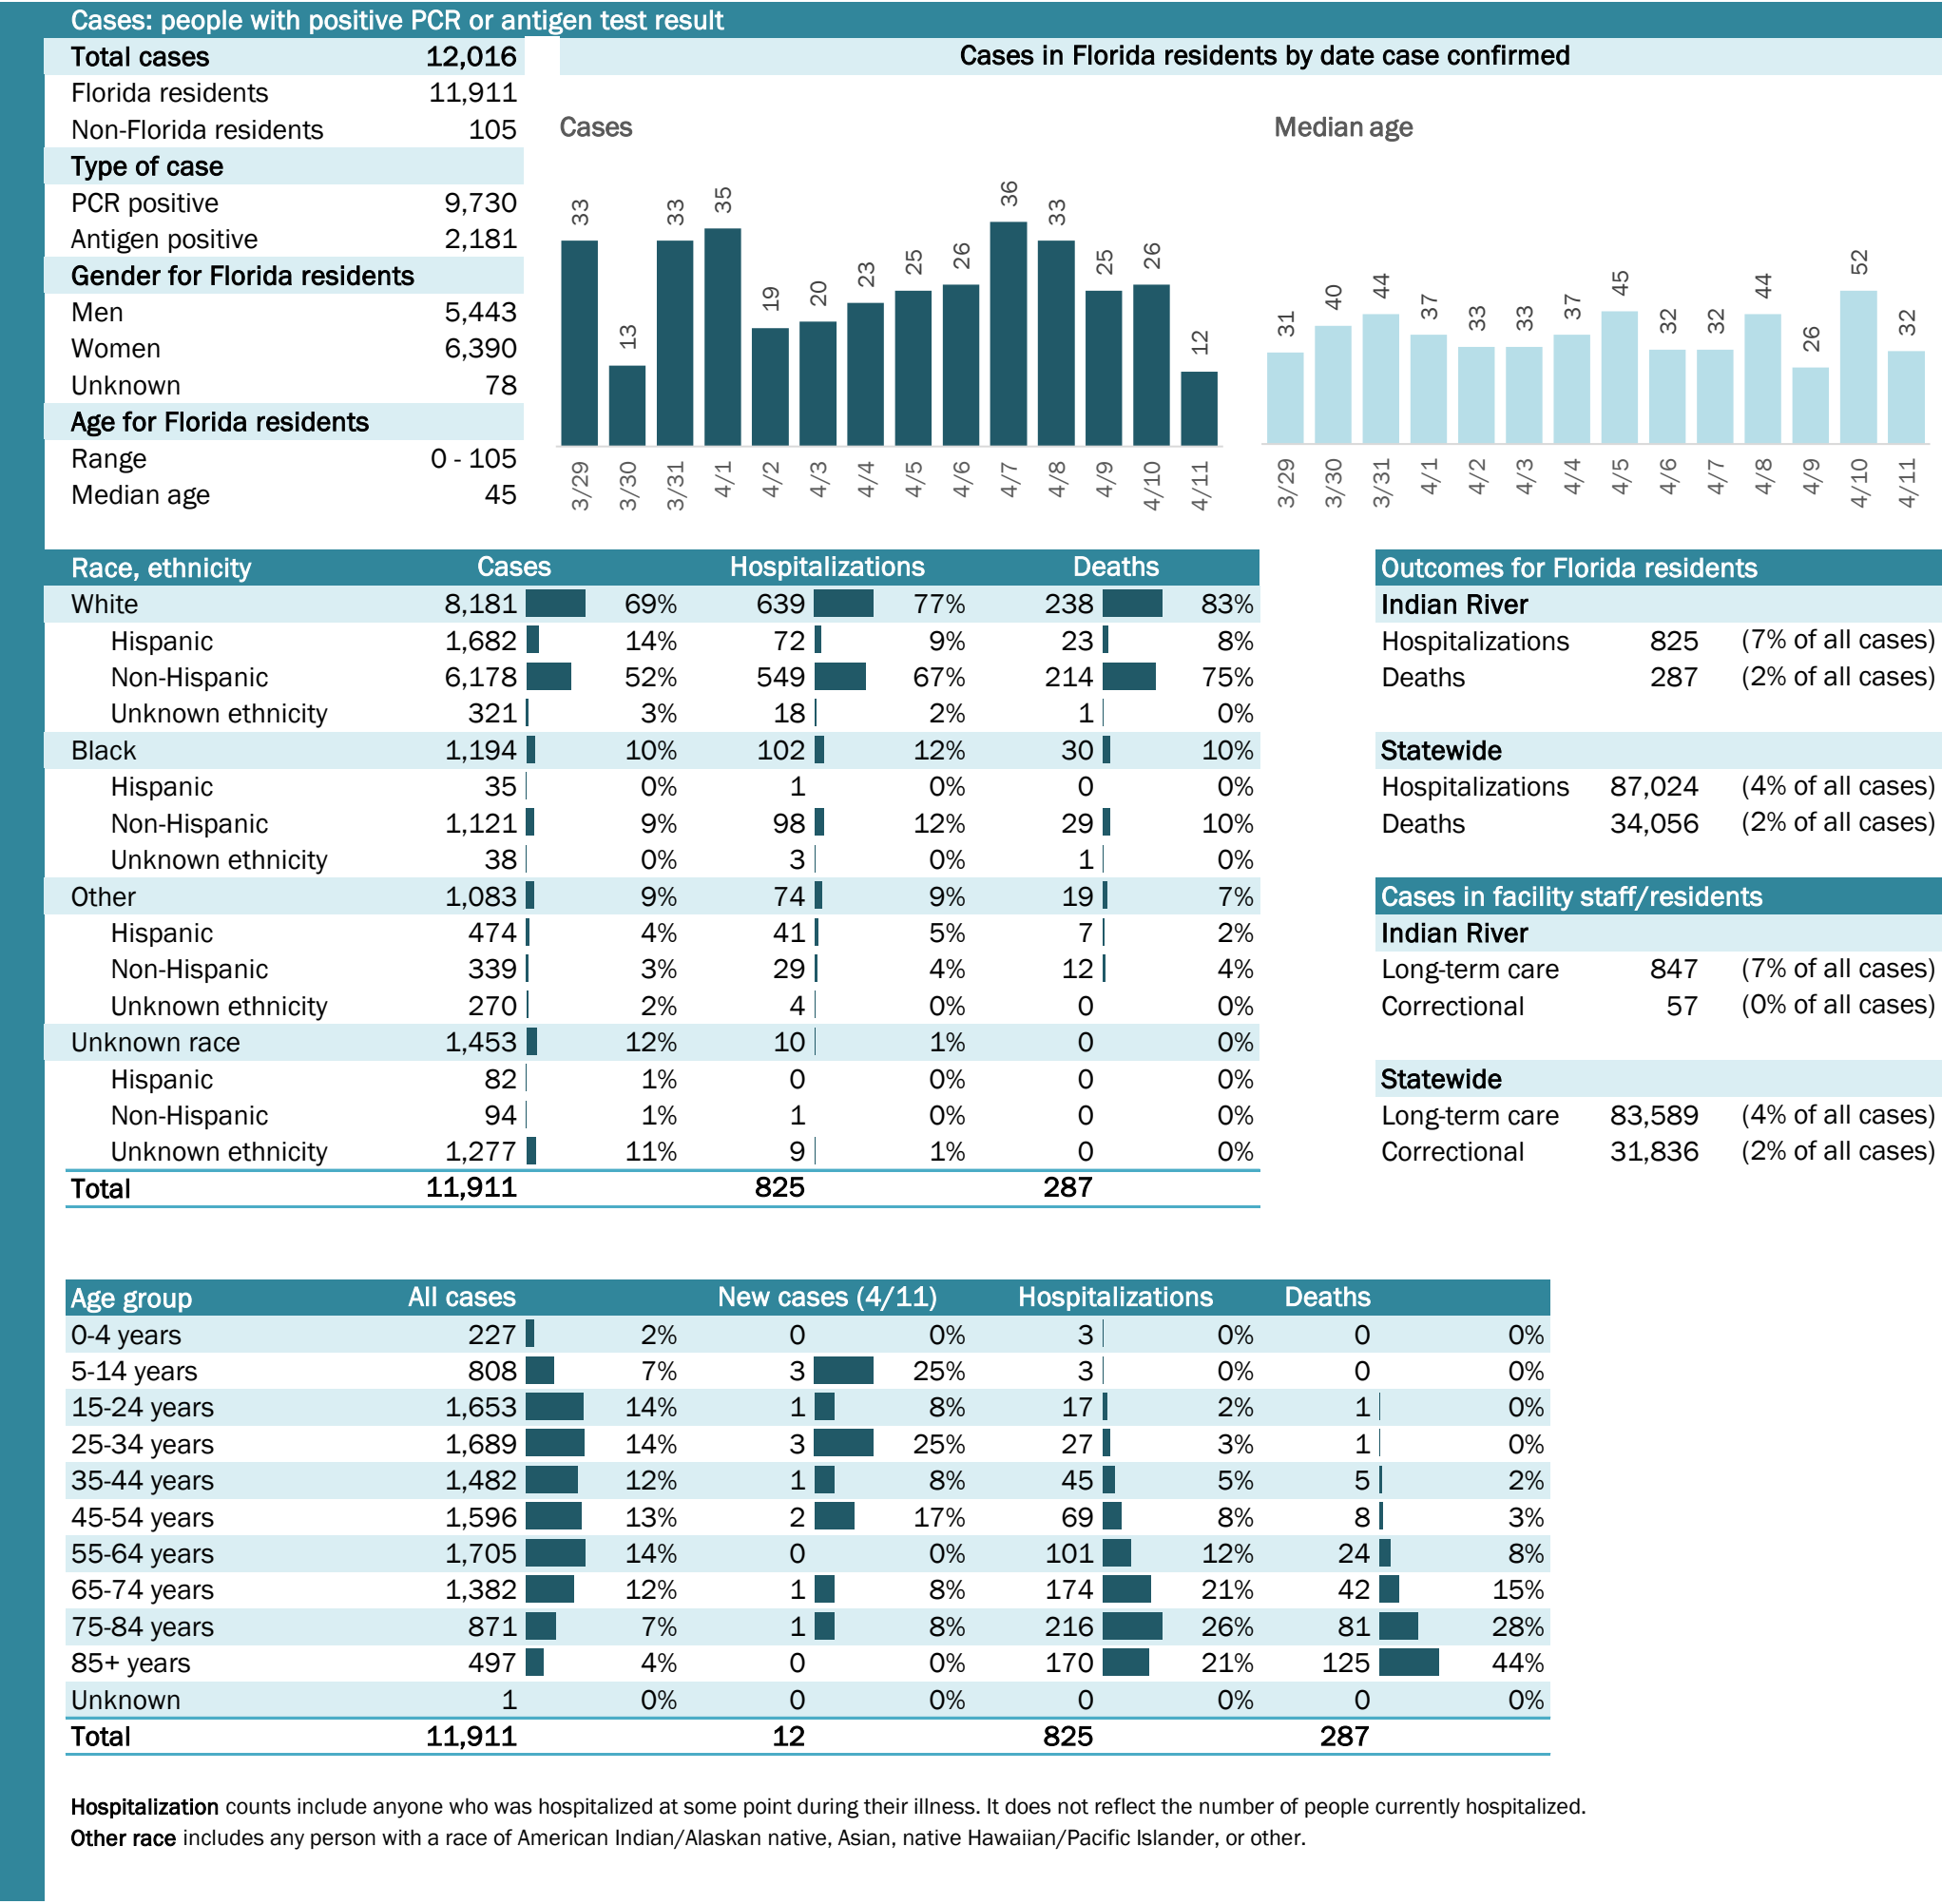 Cases: people with positive PCR or antigen test result
Total cases 12,016
Florida residents 11,911
Non-Florida residents 105
Type of case
PCR positive 9,730
Antigen positive 2,181
Gender for Florida residents
Men 5,443
Women 6,390
Unknown 78
Age for Florida residents
Range 0 - 105
Median age 45
Cases in Florida residents by date case confirmed
Cases
33 13 33 35 19 20 23 25 26 36 33 25 26 12
3/29 3/30 3/31 4/1 4/2 4/3 4/4 4/5 4/6 4/7 4/8 4/9 4/10 4/11
Median age
31 40 44 37 33 33 37 45 32 32 44 26 52 32
3/29 3/30 3/31 4/1 4/2 4/3 4/4 4/5 4/6 4/7 4/8 4/9 4/10 4/11
Race, ethnicity Cases Hospitalizations Deaths
White 8,181 69% 639 77% 238 83%
Hispanic 1,682 14% 72 9% 23 8%
Non-Hispanic 6,178 52% 549 67% 214 75%
Unknown ethnicity 321 3% 18 2% 1 0%
Black 1,194 10% 102 12% 30 10%
Hispanic 35 0% 1 0% 0 0%
Non-Hispanic 1,121 9% 98 12% 29 10%
Unknown ethnicity 38 0% 3 0% 1 0%
Other 1,083 9% 74 9% 19 7%
Hispanic 474 4% 41 5% 7 2%
Non-Hispanic 339 3% 29 4% 12 4%
Unknown ethnicity 270 2% 4 0% 0 0%
Unknown race 1,453 12% 10 1% 0 0%
Hispanic 82 1% 0 0% 0 0%
Non-Hispanic 94 1% 1 0% 0 0%
Unknown ethnicity 1,277 11% 9 1% 0 0%
Total 11,911 825 287
Outcomes for Florida residents
Indian River
Hospitalizations 825 (7% of all cases)
Deaths 287 (2% of all cases)
Statewide
Hospitalizations 87,024 (4% of all cases)
Deaths 34,056 (2% of all cases)
Cases in facility staff/residents
Indian River
Long-term care 847 (7% of all cases)
Correctional 57 (0% of all cases)
Statewide
Long-term care 83,589 (4% of all cases)
Correctional 31,836 (2% of all cases)
Age group All cases New cases (4/11) Hospitalizations Deaths
0-4 years 227 2% 0 0% 3 0% 0 0%
5-14 years 808 7% 3 25% 3 0% 0 0%
15-24 years 1,653 14% 1 8% 17 2% 1 0%
25-34 years 1,689 14% 3 25% 27 3% 1 0%
35-44 years 1,482 12% 1 8% 45 5% 5 2%
45-54 years 1,596 13% 2 17% 69 8% 8 3%
55-64 years 1,705 14% 0 0% 101 12% 24 8%
65-74 years 1,382 12% 1 8% 174 21% 42 15%
75-84 years 871 7% 1 8% 216 26% 81 28%
85+ years 497 4% 0 0% 170 21% 125 44%
Unknown 1 0% 0 0% 0 0% 0 0%
Total 11,911 12 825 287
Hospitalization counts include anyone who was hospitalized at some point during their illness. It does not reflect the number of people currently hospitalized.
Other race includes any person with a race of American Indian/Alaskan native, Asian, native Hawaiian/Pacific Islander, or other.